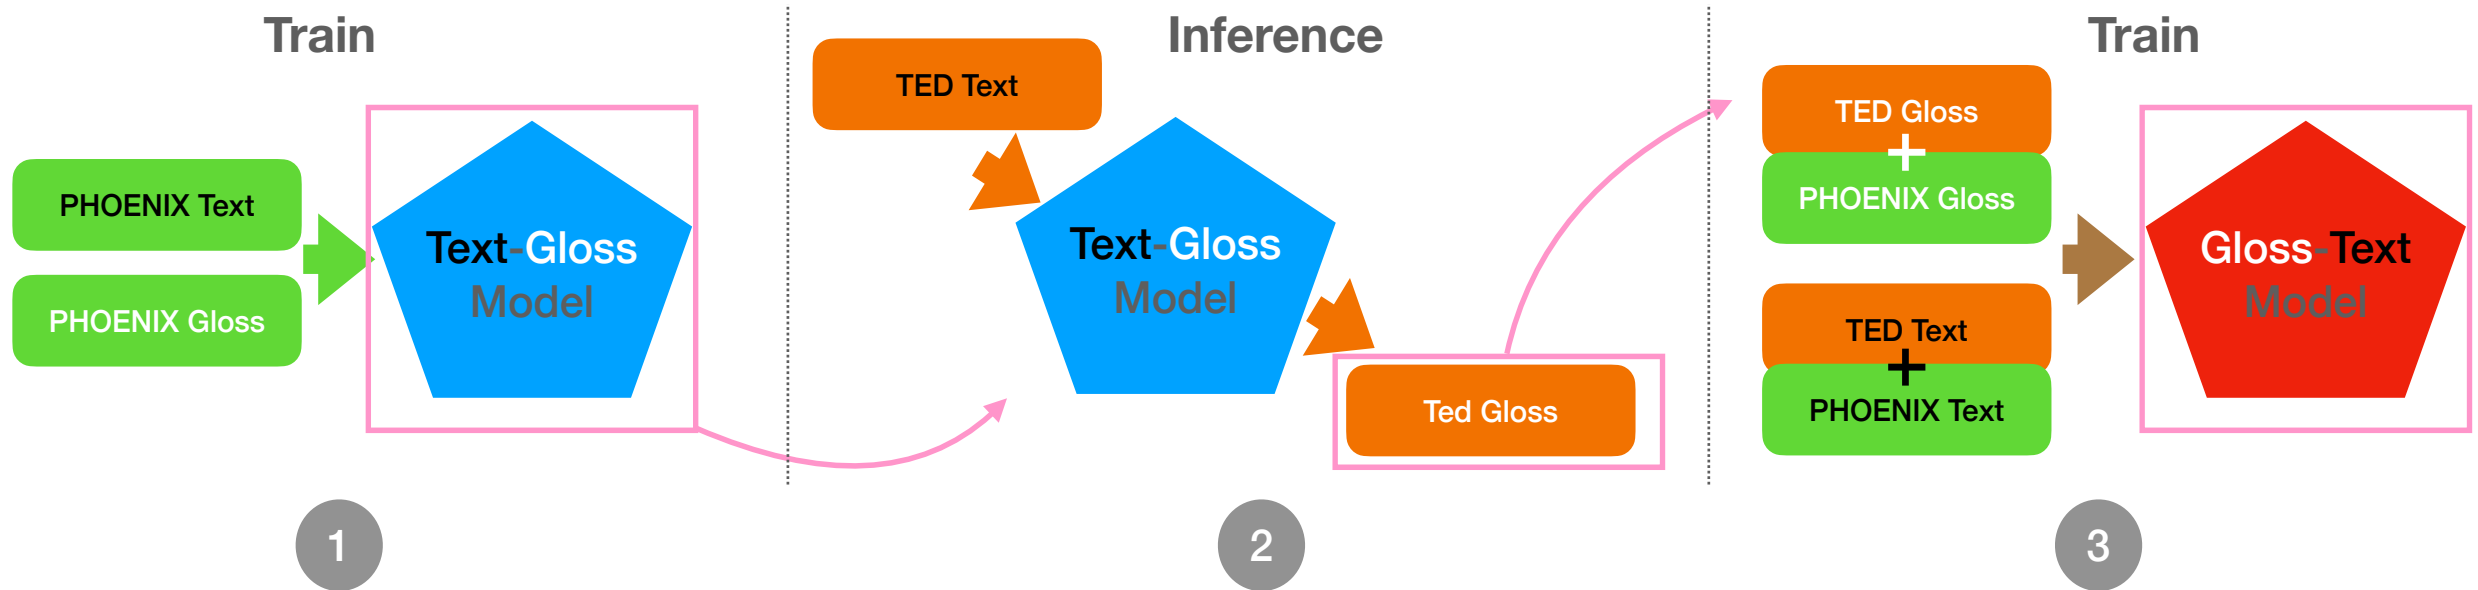 Train
PHOENIX Text
PHOENIX Gloss
Text-Gloss
Model
1
Inference
TED Text
Text-Gloss
Model
Ted Gloss
2
Train
TED Gloss
+
PHOENIX Gloss
TED Text
+
PHOENIX Text
Gloss-Text
Model
3